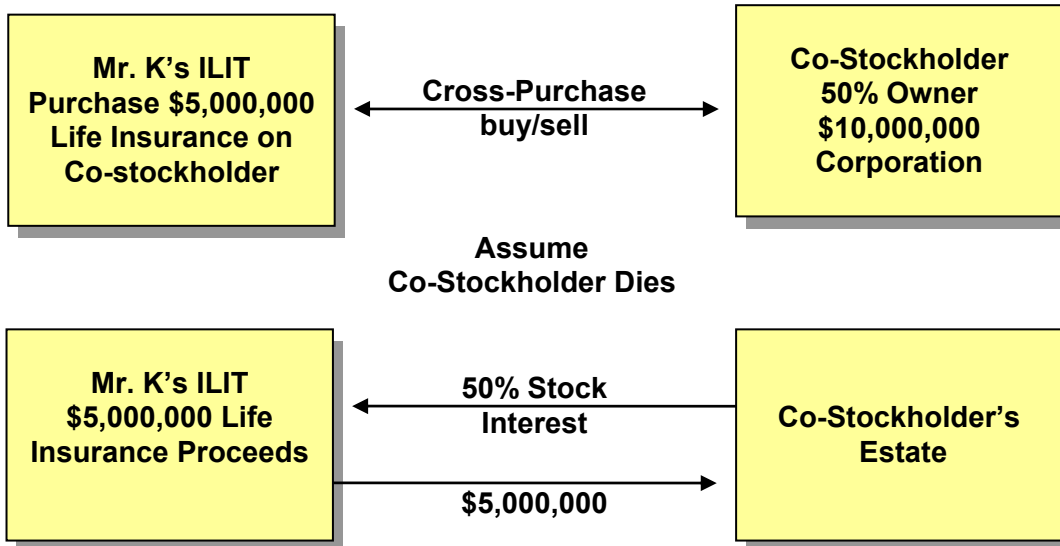 Mr. K's ILIT
Purchase $5,000,000
Life Insurance on
Co-stockholder
Cross-Purchase
buy/sell
Co-Stockholder
50% Owner
$10,000,000
Corporation
Assume
Co-Stockholder Dies
Mr. K's ILIT
$5,000,000 Life
Insurance Proceeds
50% Stock
Interest
$5,000,000
Co-Stockholder's
Estate